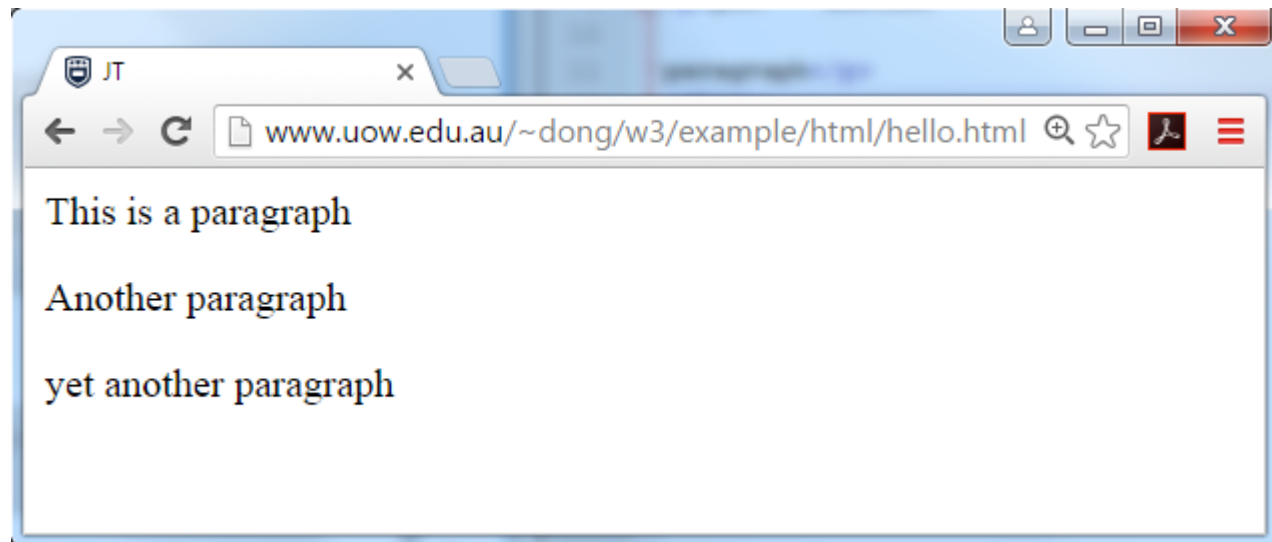 JT
www.uow.edu.au/~dong/w3/example/html/hello.html
This is a paragraph
Another paragraph
yet another paragraph